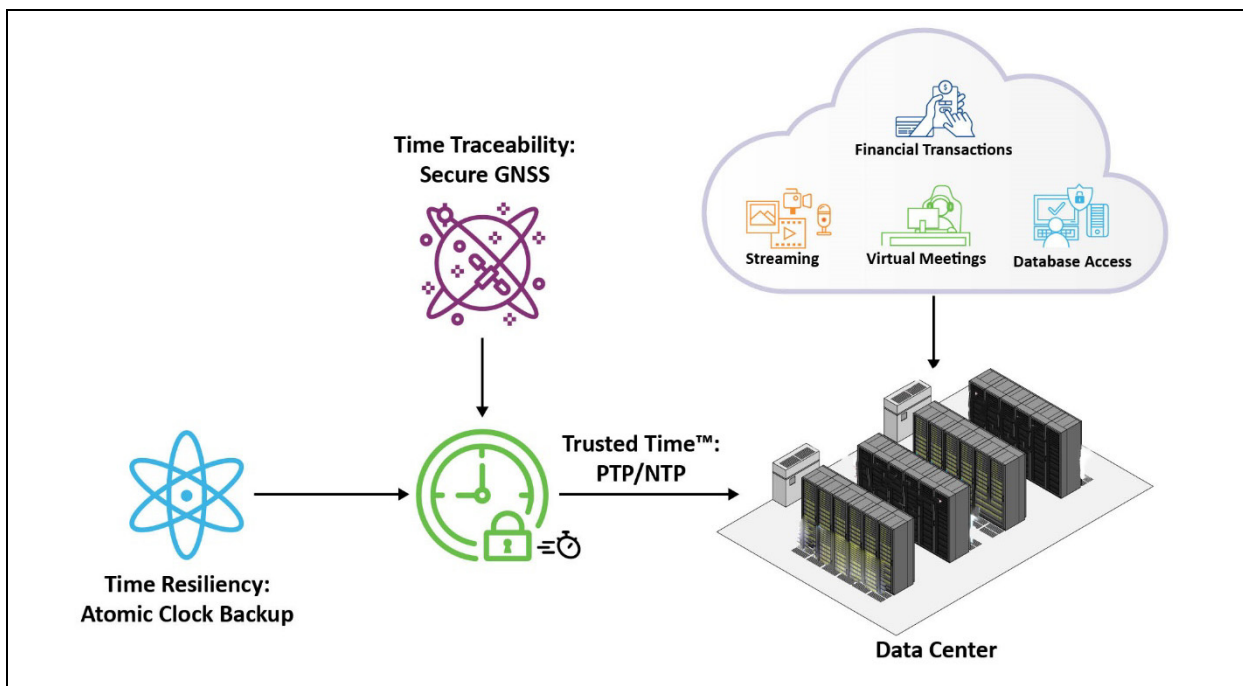 Time Traceability:
Secure GNSS
Financial Transactions
Streaming
Virtual Meetings
Database Access
Trusted Time™:
PTP/NTP
Time Resiliency:
Atomic Clock Backup
Data Center